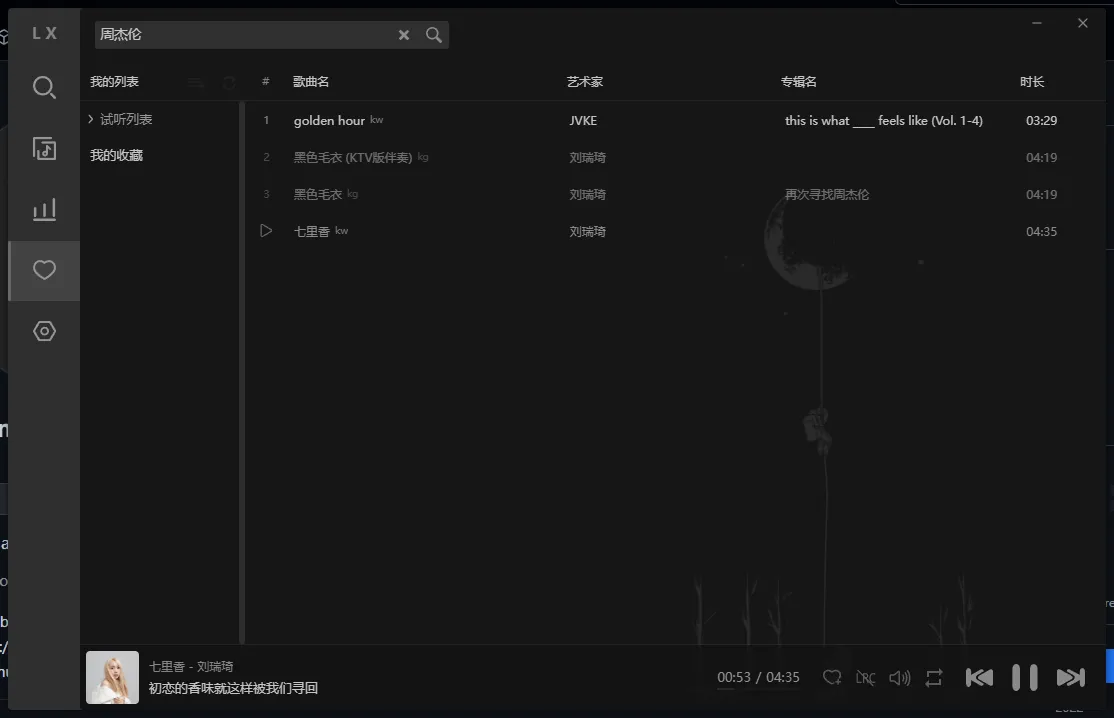 LX
周杰伦
我的列表 # 歌曲名 艺术家 专辑名 时长
试听列表
我的收藏
1 golden hour kw JVKE this is what ___ feels like (Vol. 1-4) 03:29
2 黑色毛衣 (KTV版伴奏) kg 刘瑞琦 04:19
3 黑色毛衣 kg 刘瑞琦 再次寻找周杰伦 04:19
七里香 kw 刘瑞琦 04:35
七里香 - 刘瑞琦
初恋的香味就这样被我们寻回
00:53 / 04:35
LRC